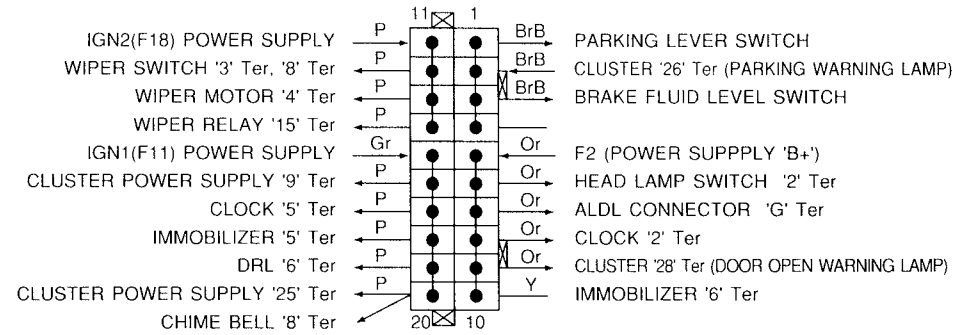 11 1
IGN2(F18) POWER SUPPLY P BrB PARKING LEVER SWITCH
WIPER SWITCH '3' Ter, '8' Ter P BrB CLUSTER '26' Ter (PARKING WARNING LAMP)
WIPER MOTOR '4' Ter P BrB BRAKE FLUID LEVEL SWITCH
WIPER RELAY '15' Ter P
IGN1(F11) POWER SUPPLY Gr Or F2 (POWER SUPPPLY 'B+')
CLUSTER POWER SUPPLY '9' Ter P Or HEAD LAMP SWITCH '2' Ter
CLOCK '5' Ter P Or ALDL CONNECTOR 'G' Ter
IMMOBILIZER '5' Ter P Or CLOCK '2' Ter
DRL '6' Ter P Or CLUSTER '28' Ter (DOOR OPEN WARNING LAMP)
CLUSTER POWER SUPPLY '25' Ter P Y IMMOBILIZER '6' Ter
CHIME BELL '8' Ter 20 10